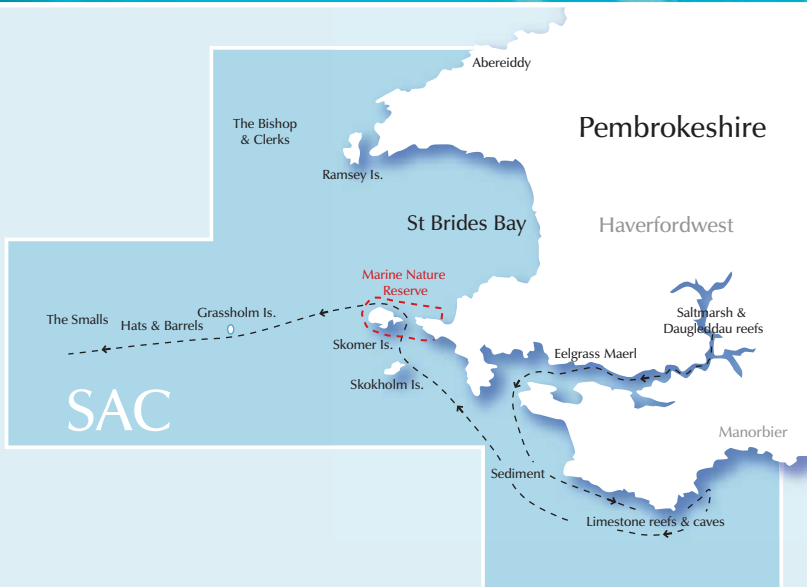 Abereiddy
The Bishop
& Clerks
Pembrokeshire
Ramsey Is.
St Brides Bay
Haverfordwest
Marine Nature
Reserve
The Smalls
Hats & Barrels
Grassholm Is.
Saltmarsh &
Daugleddau reefs
Skomer Is.
Eelgrass Maerl
Skokholm Is.
SAC
Manorbier
Sediment
Limestone reefs & caves